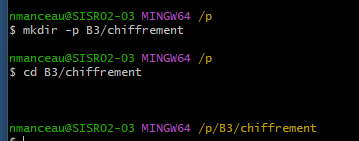 nmanceau@SISRO2-03 MINGW64 /p
$ mkdir -p B3/chiffrement
nmanceau@SISRO2-03 MINGW64 /p
$ cd B3/chiffrement
nmanceau@SISRO2-03 MINGW64 /p/B3/chiffrement
$